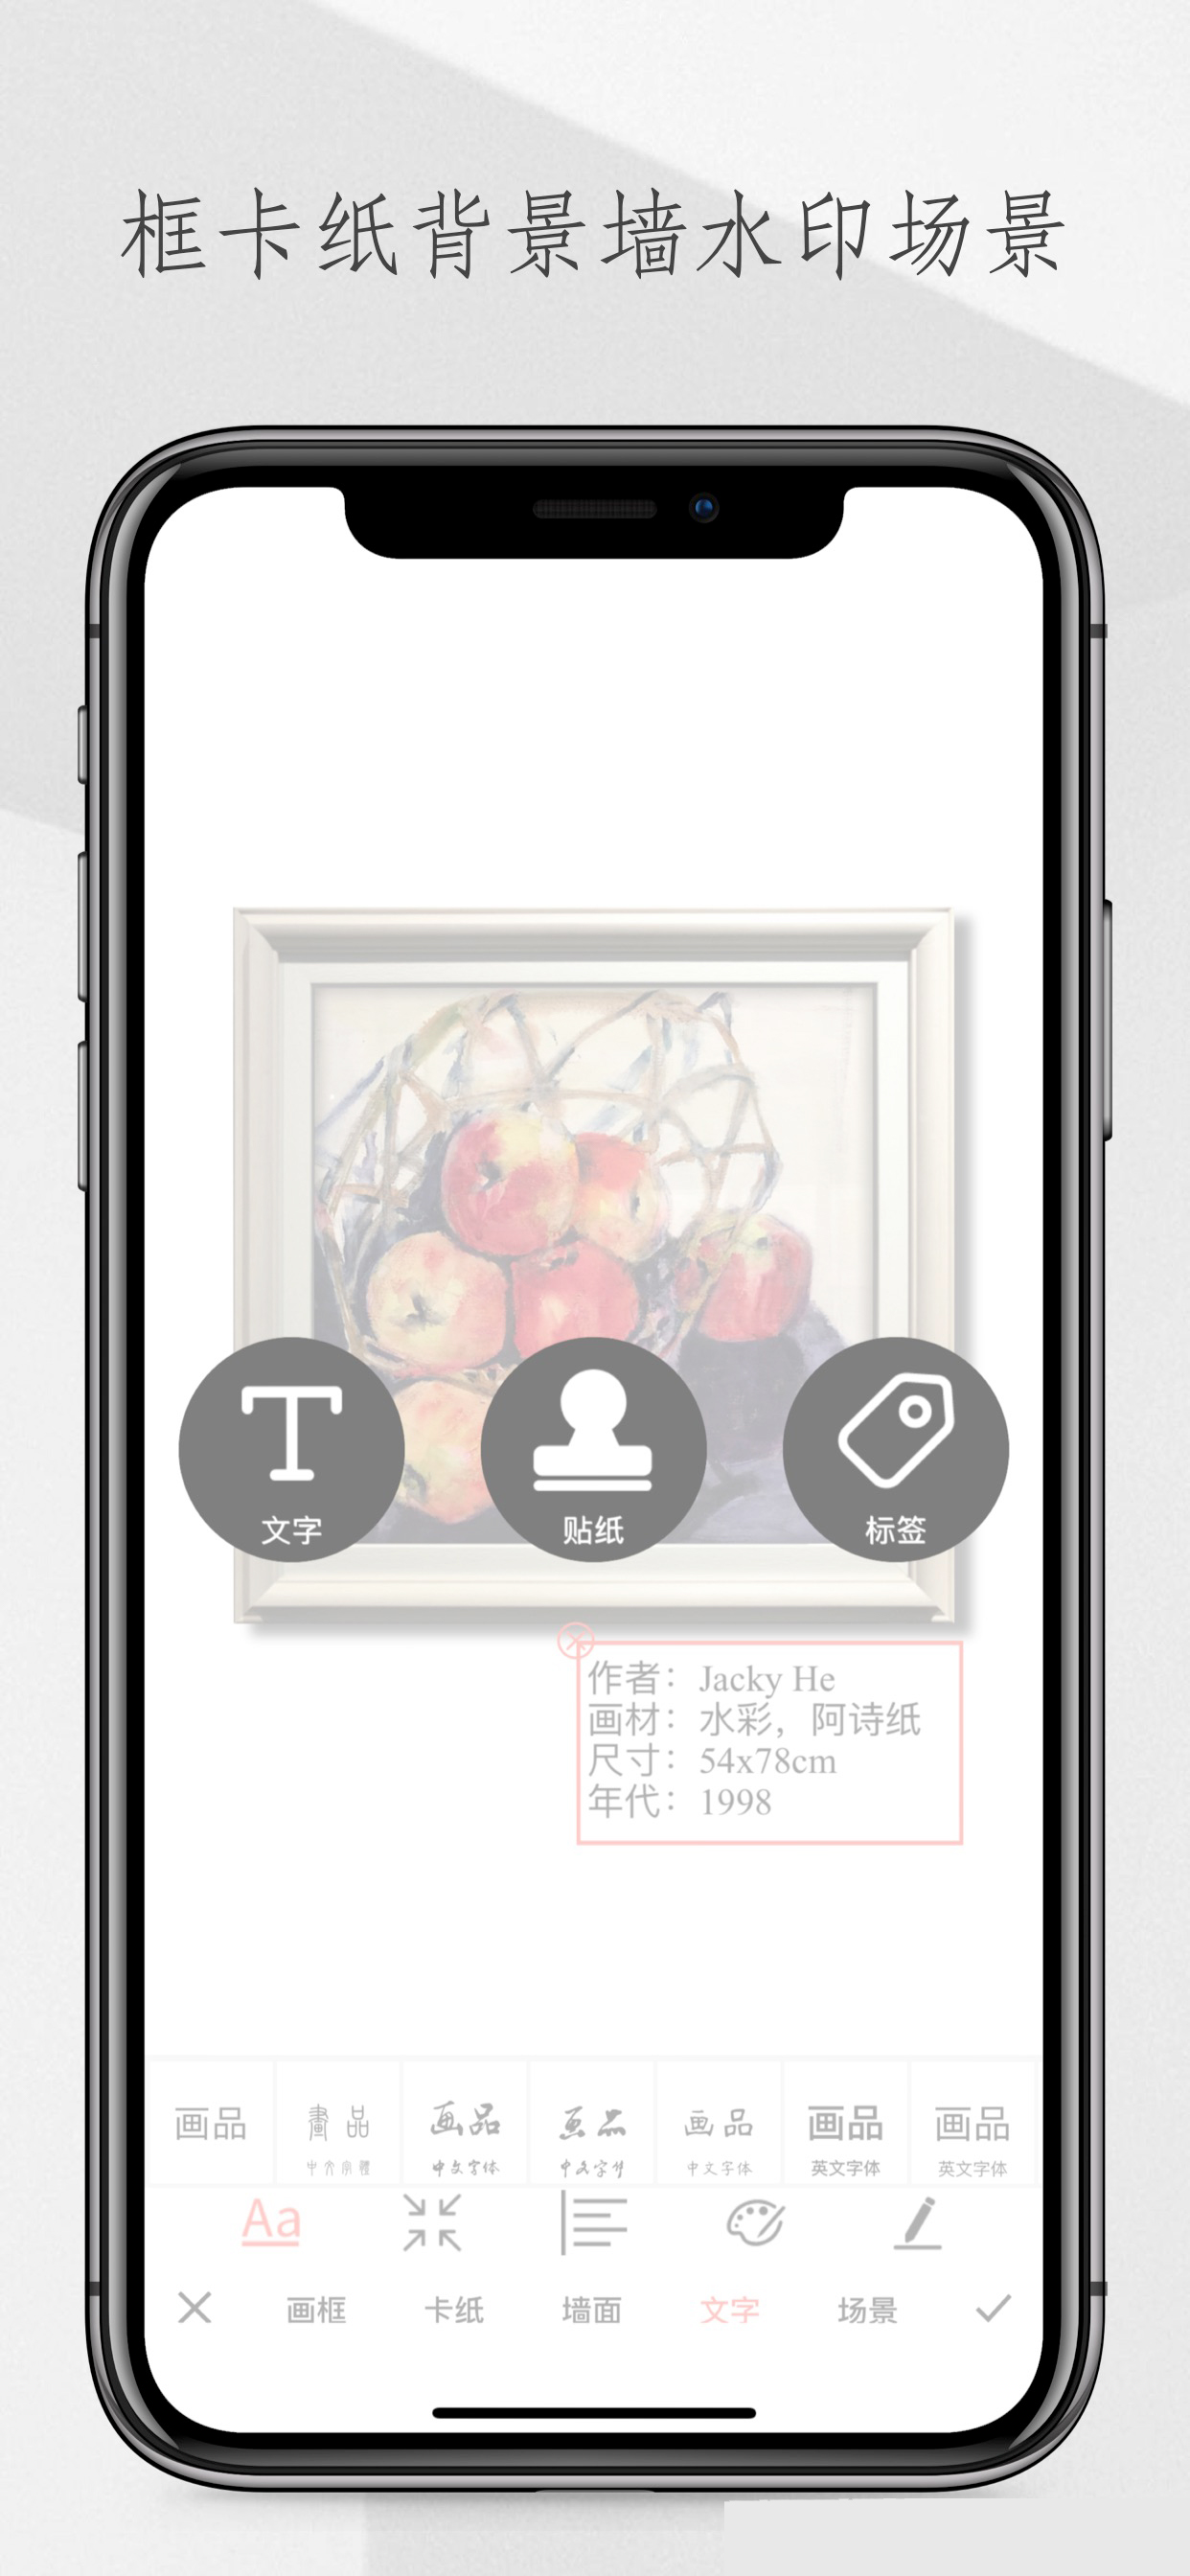 框卡纸背景墙水印场景
文字
贴纸
标签
作者：Jacky He
画材：水彩，阿诗纸
尺寸：54x78cm
年代：1998
画品
畫品
画品
画品
画品
画品
画品
中文字體
中文字体
中文字体
中文字体
英文字体
英文字体
Aa
画框
卡纸
墙面
文字
场景